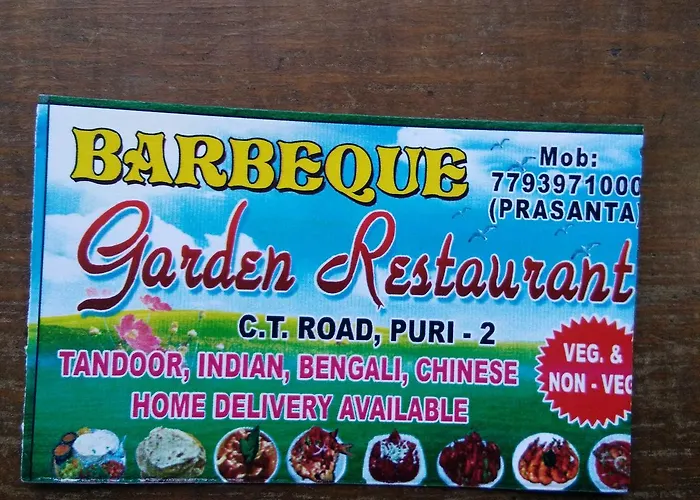 BARBEQUE
Mob:
7793971000
(PRASANTA)
Garden Restaurant
C.T. ROAD, PURI - 2
TANDOOR, INDIAN, BENGALI, CHINESE
HOME DELIVERY AVAILABLE
VEG. &
NON - VEG